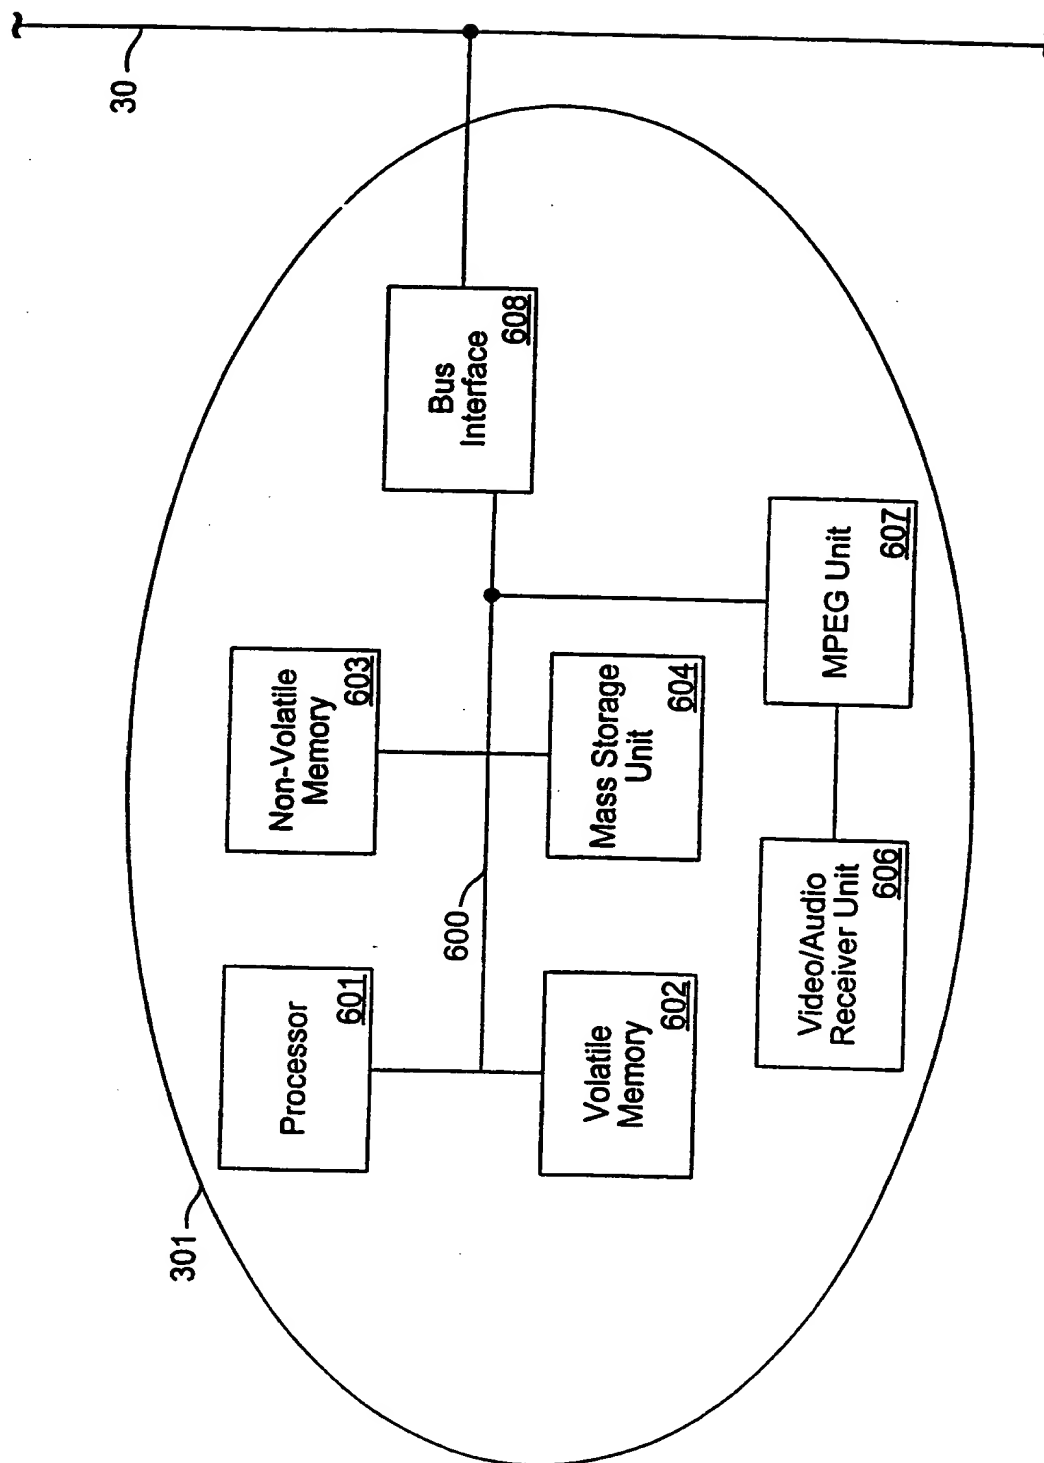 30
301
Processor
601
Non-Volatile
Memory
603
600
Bus
Interface
608
Volatile
Memory
602
Mass Storage
Unit
604
Video/Audio
Receiver Unit
606
MPEG Unit
607